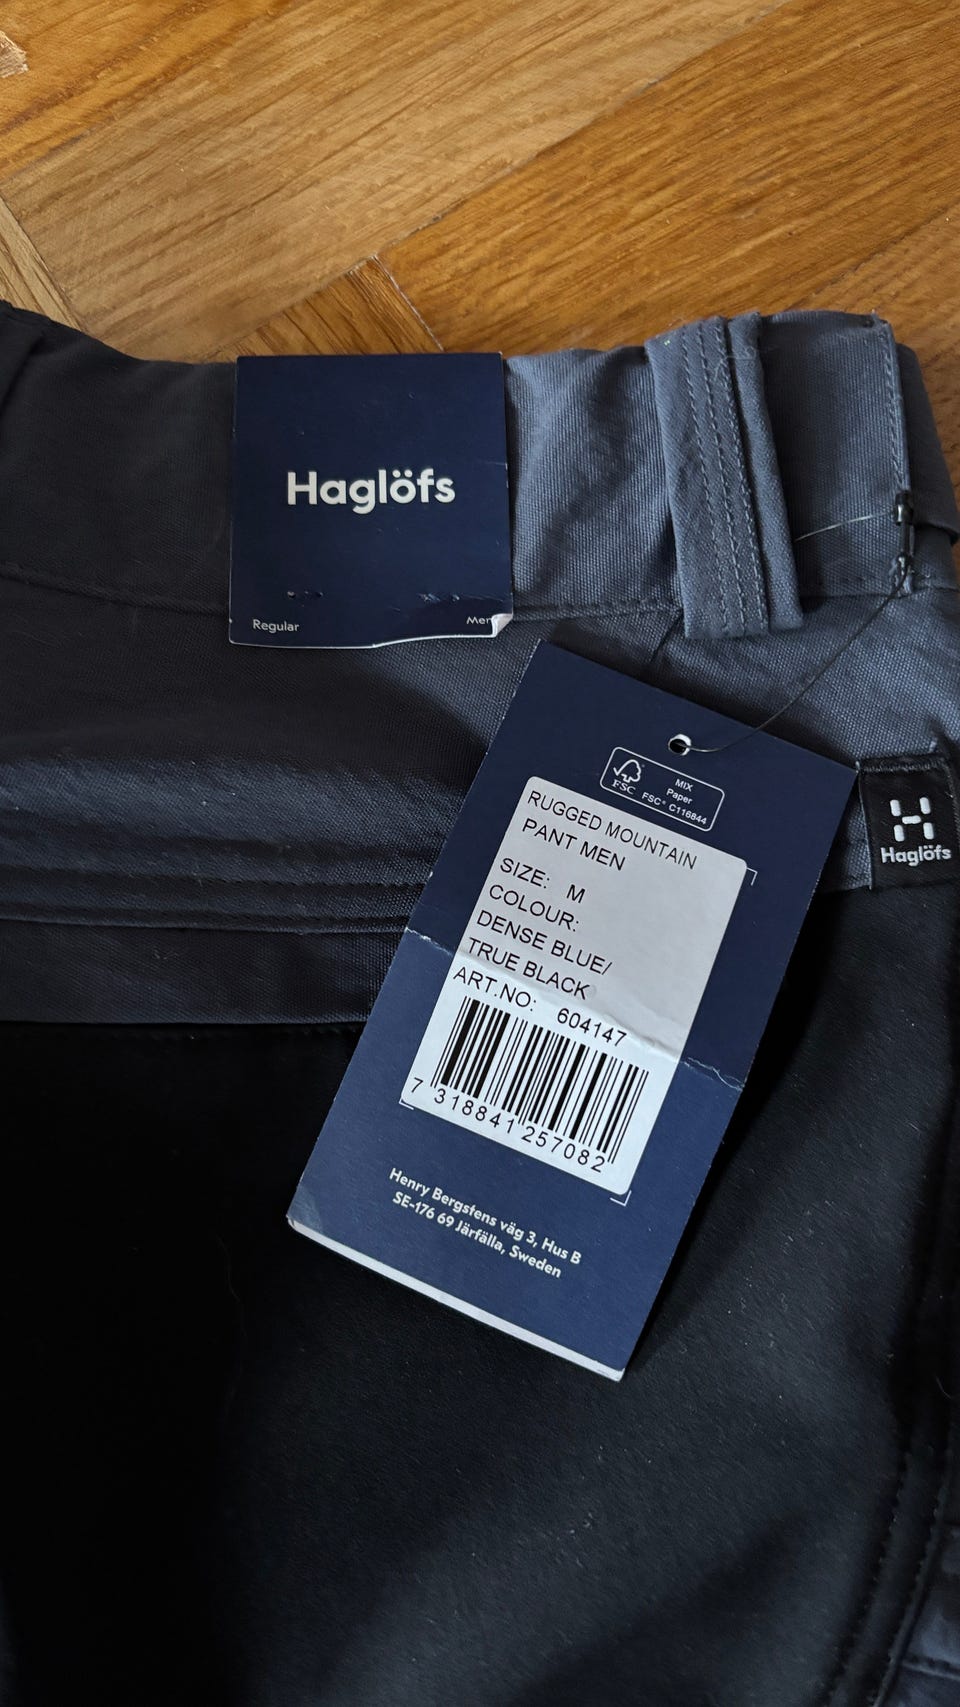 Haglöfs
Regular
Men
MIX
Paper
FSC
FSC® C116844
RUGGED MOUNTAIN
PANT MEN
SIZE: M
COLOUR:
DENSE BLUE/
TRUE BLACK
ART.NO: 604147
7 318841 257082
Henry Bergstens väg 3, Hus B
SE-176 69 Järfälla, Sweden
Haglöfs